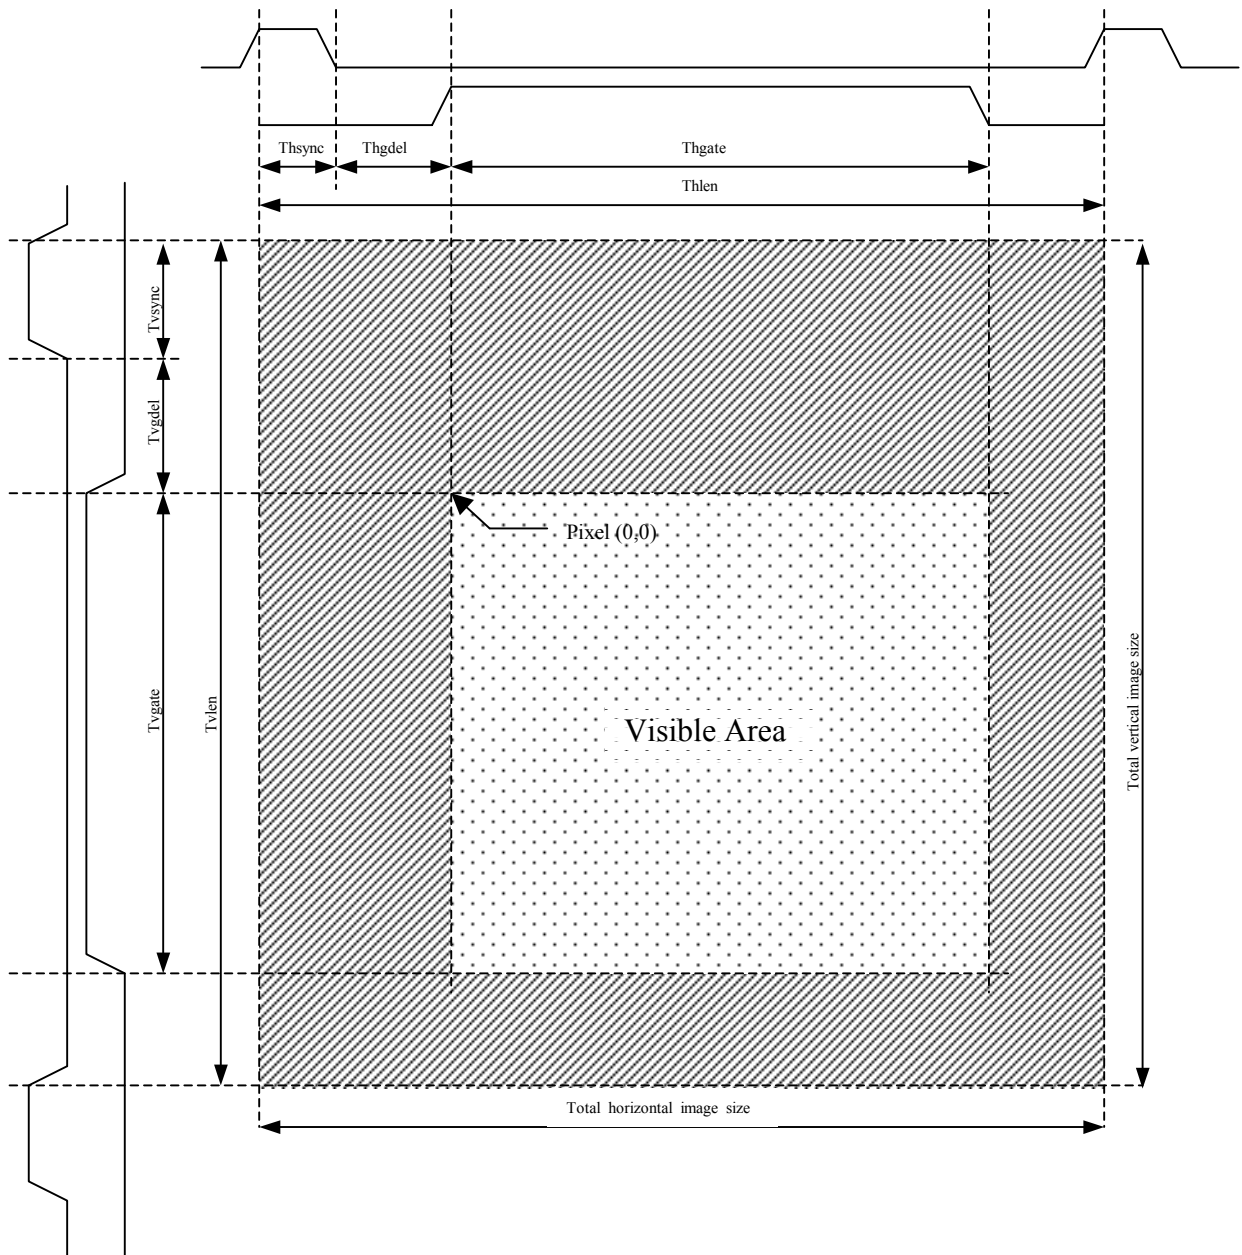 Thsync
Thgdel
Thgate
Thlen
Tvsync
Tvgdel
Pixel (0,0)
Tvgate
Tvlen
Visible Area
Total vertical image size
Total horizontal image size